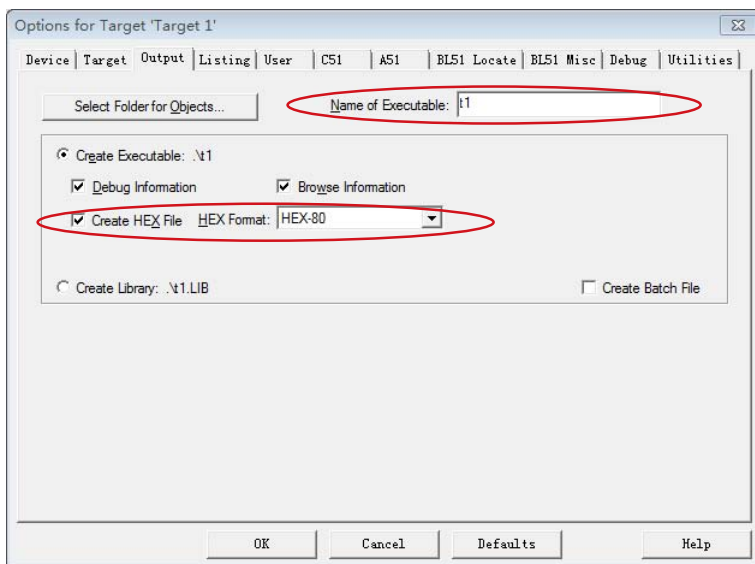 Options for Target 'Target 1'
Device Target Output Listing User C51 A51 BL51 Locate BL51 Misc Debug Utilities
Select Folder for Objects... Name of Executable: t1
Create Executable: .\t1
Debug Information Browse Information
Create HEX File HEX Format: HEX-80
Create Library: .\t1.LIB Create Batch File
OK Cancel Defaults Help